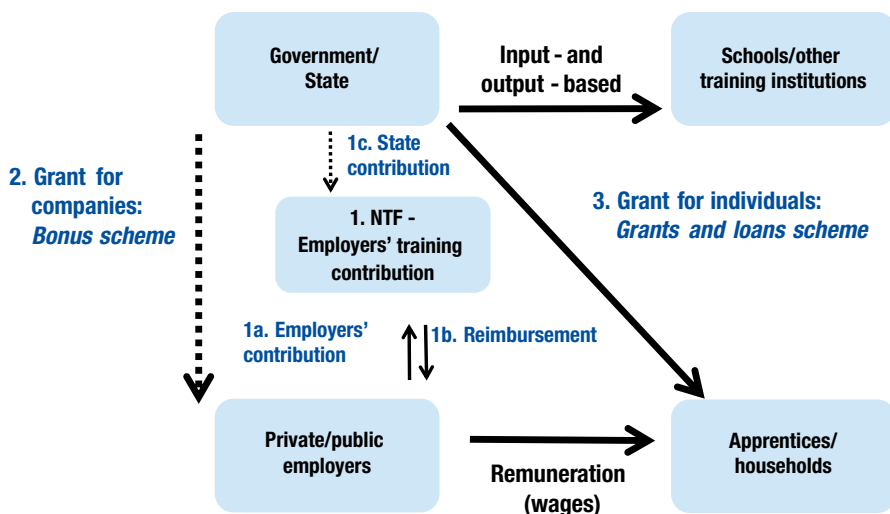 Government/
State
Input - and
output - based
Schools/other
training institutions
1c. State
contribution
2. Grant for
companies:
Bonus scheme
1. NTF -
Employers' training
contribution
3. Grant for individuals:
Grants and loans scheme
1a. Employers'
contribution
1b. Reimbursement
Private/public
employers
Remuneration
(wages)
Apprentices/
households